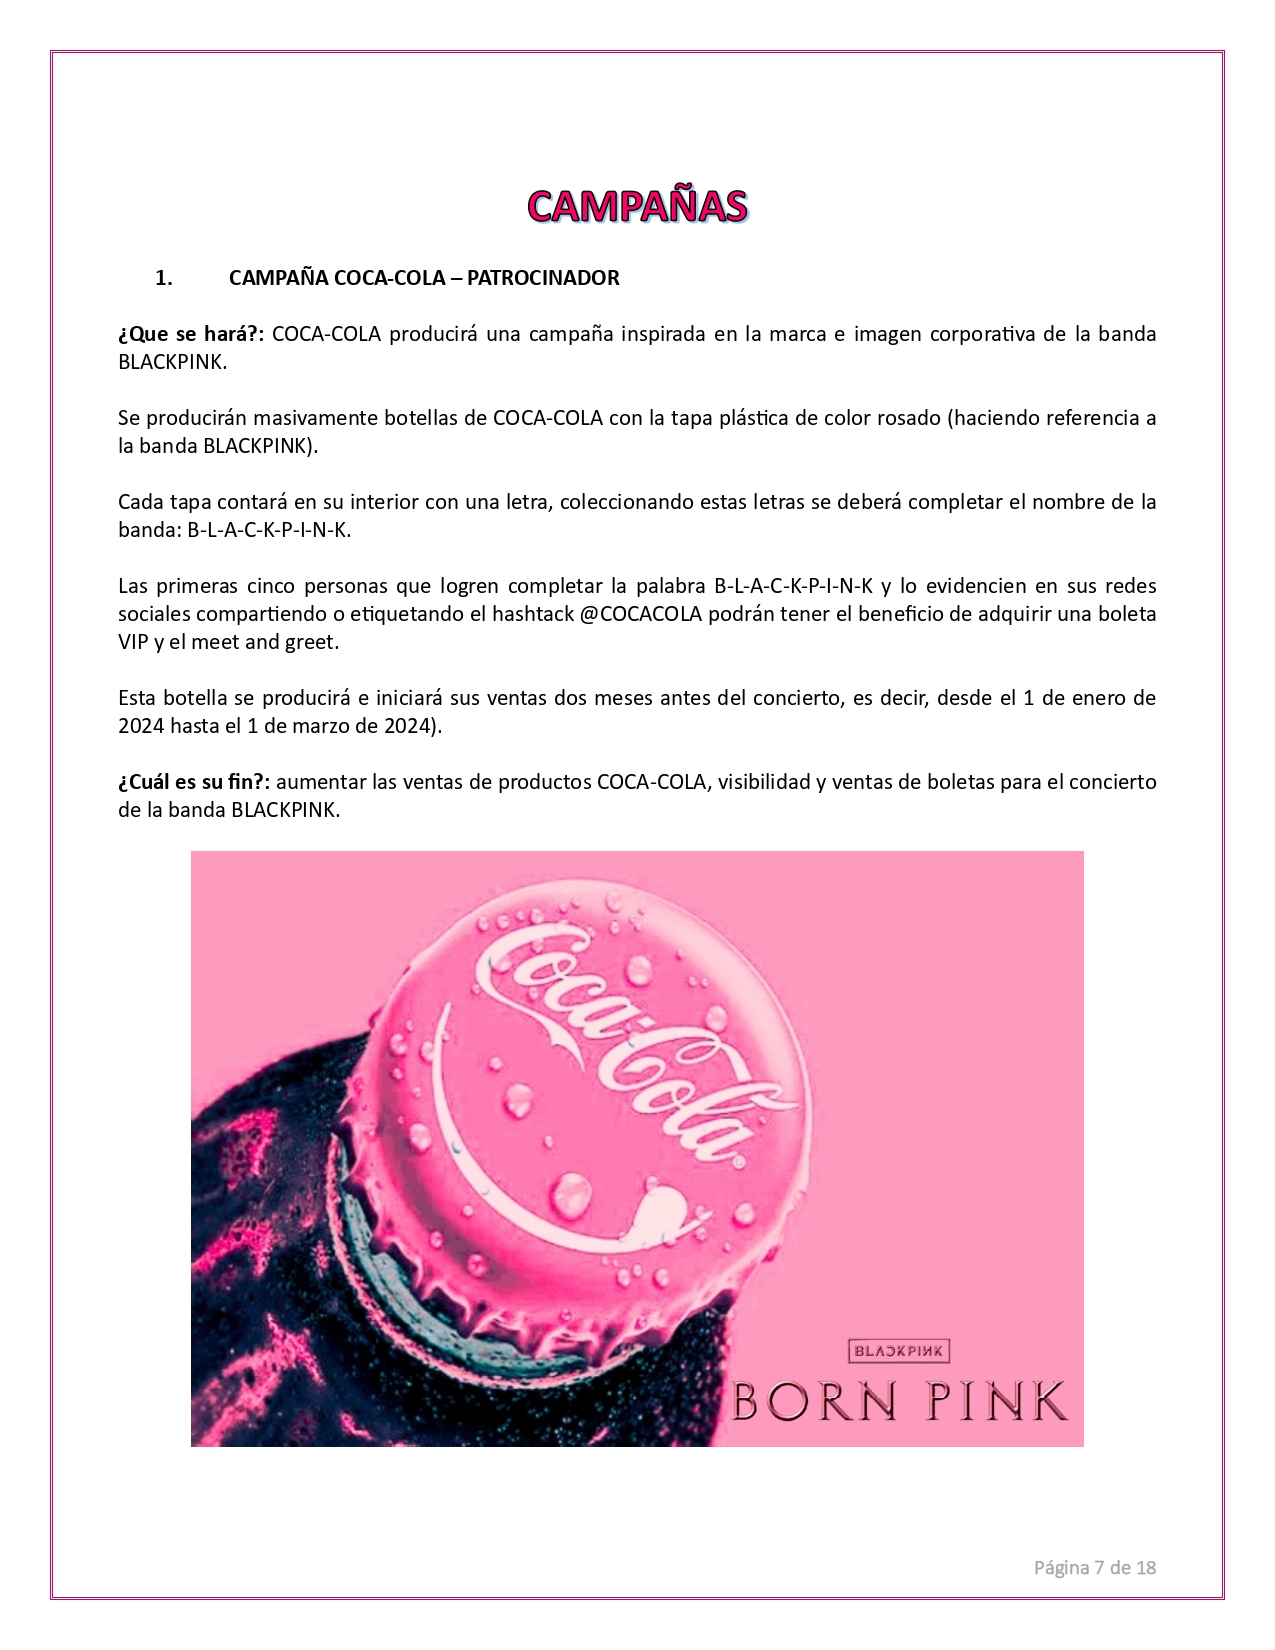 CAMPAÑAS
1. CAMPAÑA COCA-COLA – PATROCINADOR
¿Que se hará?: COCA-COLA producirá una campaña inspirada en la marca e imagen corporativa de la banda
BLACKPINK.
Se producirán masivamente botellas de COCA-COLA con la tapa plástica de color rosado (haciendo referencia a
la banda BLACKPINK).
Cada tapa contará en su interior con una letra, coleccionando estas letras se deberá completar el nombre de la
banda: B-L-A-C-K-P-I-N-K.
Las primeras cinco personas que logren completar la palabra B-L-A-C-K-P-I-N-K y lo evidencien en sus redes
sociales compartiendo o etiquetando el hashtack @COCACOLA podrán tener el beneficio de adquirir una boleta
VIP y el meet and greet.
Esta botella se producirá e iniciará sus ventas dos meses antes del concierto, es decir, desde el 1 de enero de
2024 hasta el 1 de marzo de 2024).
¿Cuál es su fin?: aumentar las ventas de productos COCA-COLA, visibilidad y ventas de boletas para el concierto
de la banda BLACKPINK.
Coca-Cola
BLACKPINK
BORN PINK
Página 7 de 18